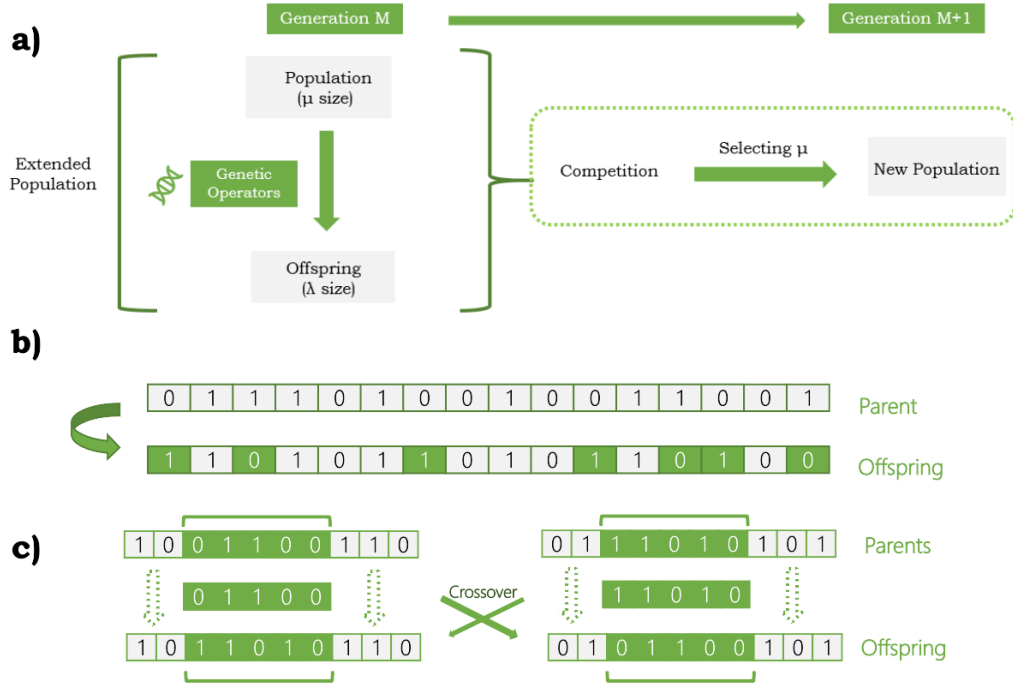 Generation M
Generation M+1
a)
Population
(μ size)
Extended
Population
Genetic
Operators
Offspring
(λ size)
Competition
Selecting μ
New Population
b)
0 1 1 1 0 1 0 0 1 0 0 1 1 0 0 1
Parent
1 1 0 1 0 1 1 0 1 0 1 1 0 1 0 0
Offspring
c)
1 0 0 1 1 0 0 1 1 0
0 1 1 1 0 1 0 1 0 1
Parents
0 1 1 0 0
Crossover
1 1 0 1 0
1 0 1 1 0 1 0 1 1 0
0 1 0 1 1 0 0 1 0 1
Offspring